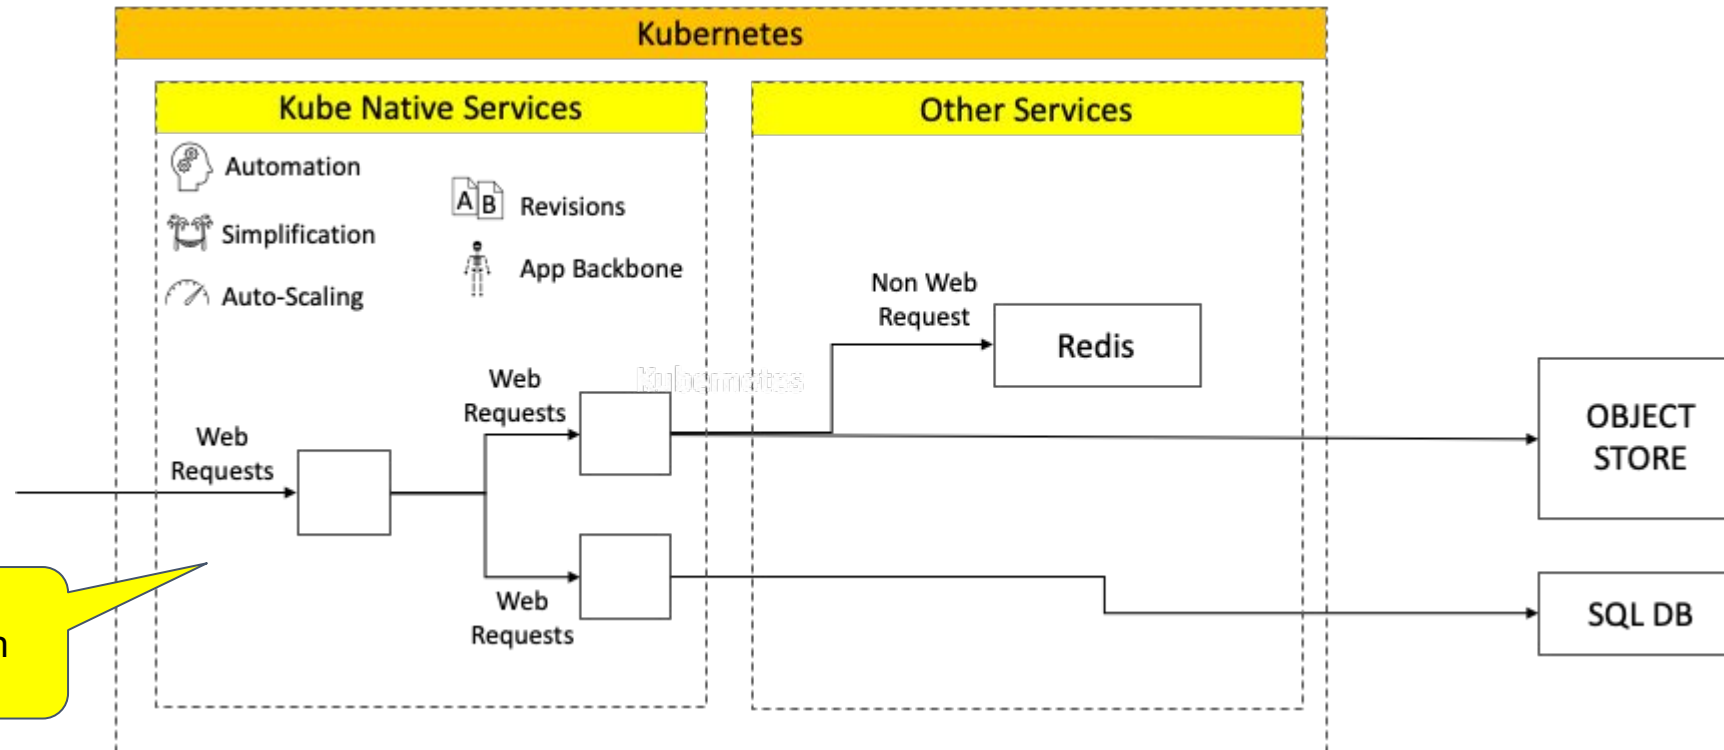 Kubernetes
Kube Native Services
Automation
Simplification
Auto-Scaling
A B
Revisions
App Backbone
Web
Requests
Web
Requests
Web
Requests
Kubernetes
Other Services
Non Web
Request
Redis
OBJECT
STORE
SQL DB